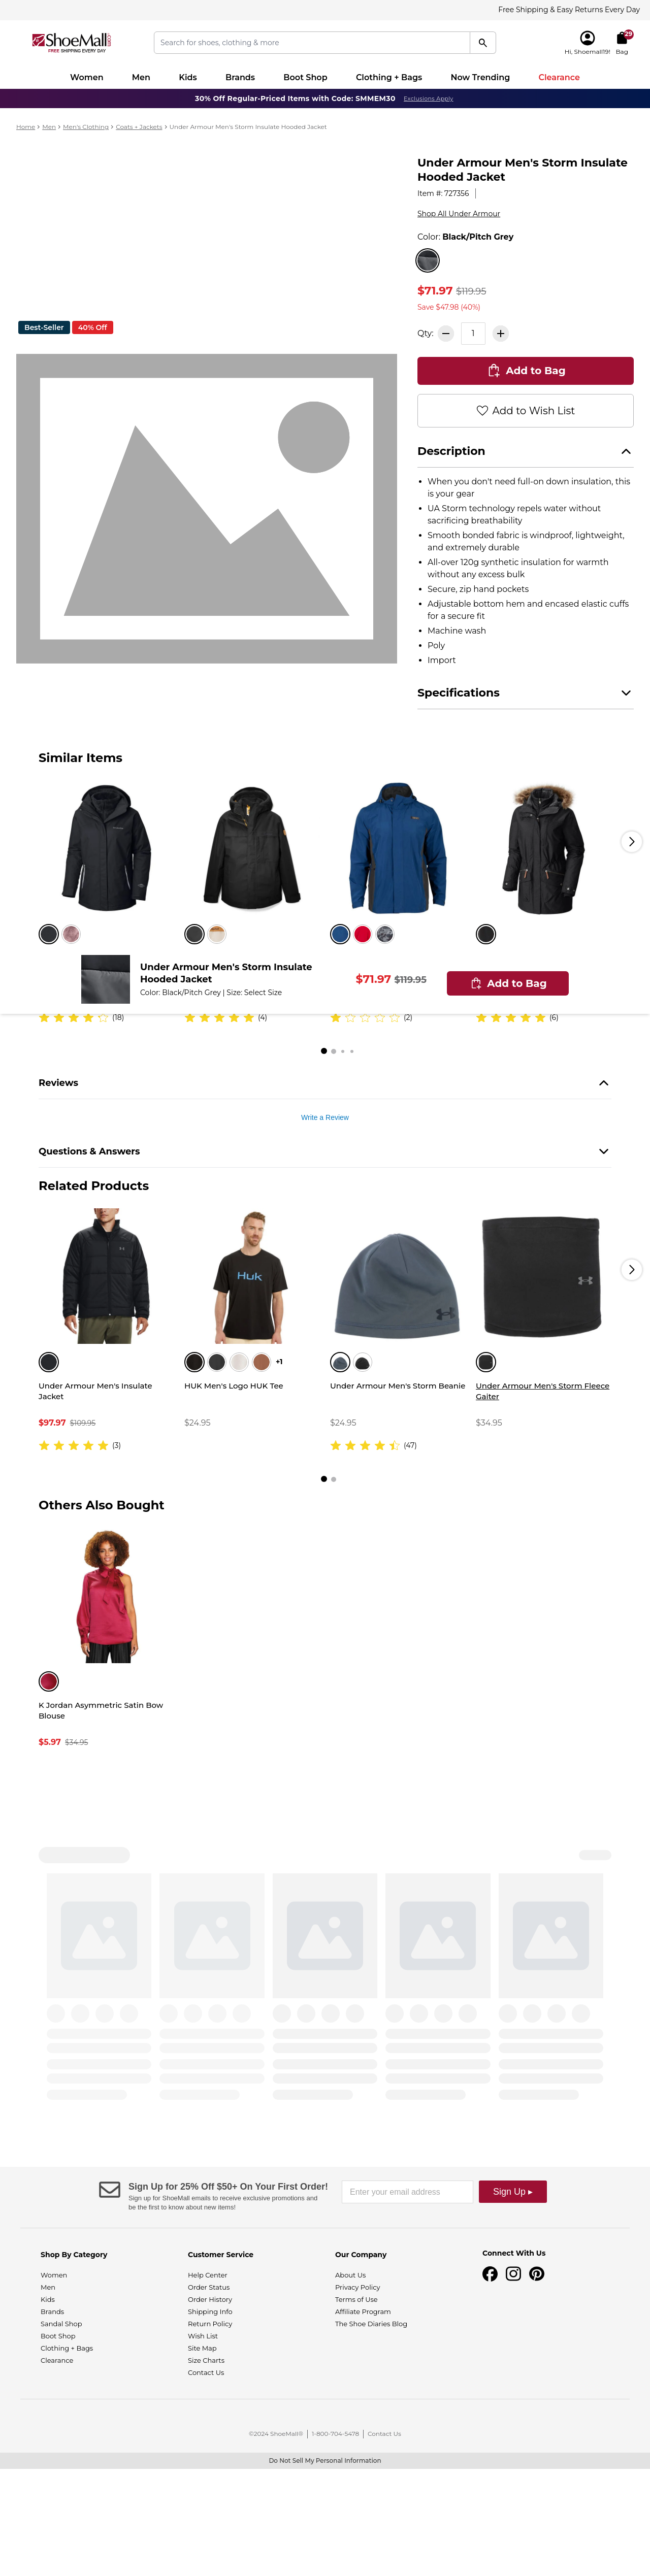 Free Shipping & Easy Returns Every Day
ShoeMall.com
FREE SHIPPING EVERY DAY
Search for shoes, clothing & more
Hi, Shoemall19!
29
Bag
Women Men Kids Brands Boot Shop Clothing + Bags Now Trending Clearance
30% Off Regular-Priced Items with Code: SMMEM30 Exclusions Apply
Home > Men > Men's Clothing > Coats + Jackets > Under Armour Men's Storm Insulate Hooded Jacket
Best-Seller 40% Off
Under Armour Men's Storm Insulate
Hooded Jacket
Item #: 727356
Shop All Under Armour
Color: Black/Pitch Grey
$71.97 $119.95
Save $47.98 (40%)
Qty: 1
Add to Bag
Add to Wish List
Description
• When you don't need full-on down insulation, this
is your gear
• UA Storm technology repels water without
sacrificing breathability
• Smooth bonded fabric is windproof, lightweight,
and extremely durable
• All-over 120g synthetic insulation for warmth
without any excess bulk
• Secure, zip hand pockets
• Adjustable bottom hem and encased elastic cuffs
for a secure fit
• Machine wash
• Poly
• Import
Specifications
Similar Items
Under Armour Men's Storm Insulate
Hooded Jacket
Color: Black/Pitch Grey | Size: Select Size
$71.97 $119.95
Add to Bag
(18) (4) (2) (6)
Reviews
Write a Review
Questions & Answers
Related Products
+1
Under Armour Men's Insulate
Jacket
$97.97 $109.95
(3)
HUK Men's Logo HUK Tee
$24.95
Under Armour Men's Storm Beanie
$24.95
(47)
Under Armour Men's Storm Fleece
Gaiter
$34.95
Others Also Bought
K Jordan Asymmetric Satin Bow
Blouse
$5.97 $34.95
Sign Up for 25% Off $50+ On Your First Order!
Sign up for ShoeMall emails to receive exclusive promotions and
be the first to know about new items!
Enter your email address
Sign Up ▸
Shop By Category
Women
Men
Kids
Brands
Sandal Shop
Boot Shop
Clothing + Bags
Clearance
Customer Service
Help Center
Order Status
Order History
Shipping Info
Return Policy
Wish List
Site Map
Size Charts
Contact Us
Our Company
About Us
Privacy Policy
Terms of Use
Affiliate Program
The Shoe Diaries Blog
Connect With Us
©2024 ShoeMall® | 1-800-704-5478 | Contact Us
Do Not Sell My Personal Information